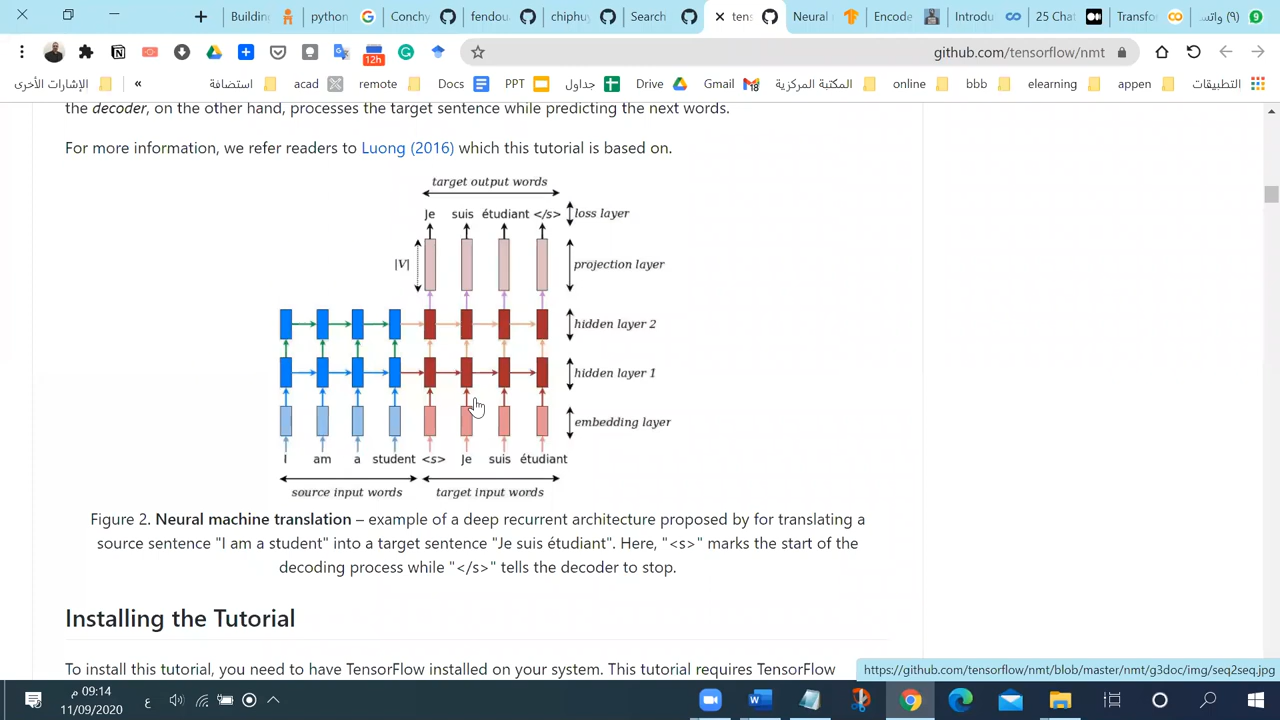 Buildin
python
Conchy
fendou
chiphuy
Search
tens
Neural
Encode
Introdu
25 Chat
Transfo
واتس (٩)
9
12h
github.com/tensorflow/nmt
الإشارات الأخرى
«
استضافة
acad
remote
Docs
PPT
جداول
Drive
Gmail
المكتبة المركزية
online
bbb
elearning
appen
التطبيقات
the decoder, on the other hand, processes the target sentence while predicting the next words.
For more information, we refer readers to Luong (2016) which this tutorial is based on.
target output words
Je suis étudiant </s> loss layer
|V| projection layer
hidden layer 2
hidden layer 1
embedding layer
I am a student <s> Je suis étudiant
source input words target input words
Figure 2. Neural machine translation – example of a deep recurrent architecture proposed by for translating a
source sentence "I am a student" into a target sentence "Je suis étudiant". Here, "<s>" marks the start of the
decoding process while "</s>" tells the decoder to stop.
Installing the Tutorial
To install this tutorial, you need to have TensorFlow installed on your system. This tutorial requires TensorFlow
https://github.com/tensorflow/nmt/blob/master/nmt/g3doc/img/seq2seq.jpg
09:14 م
11/09/2020
ع